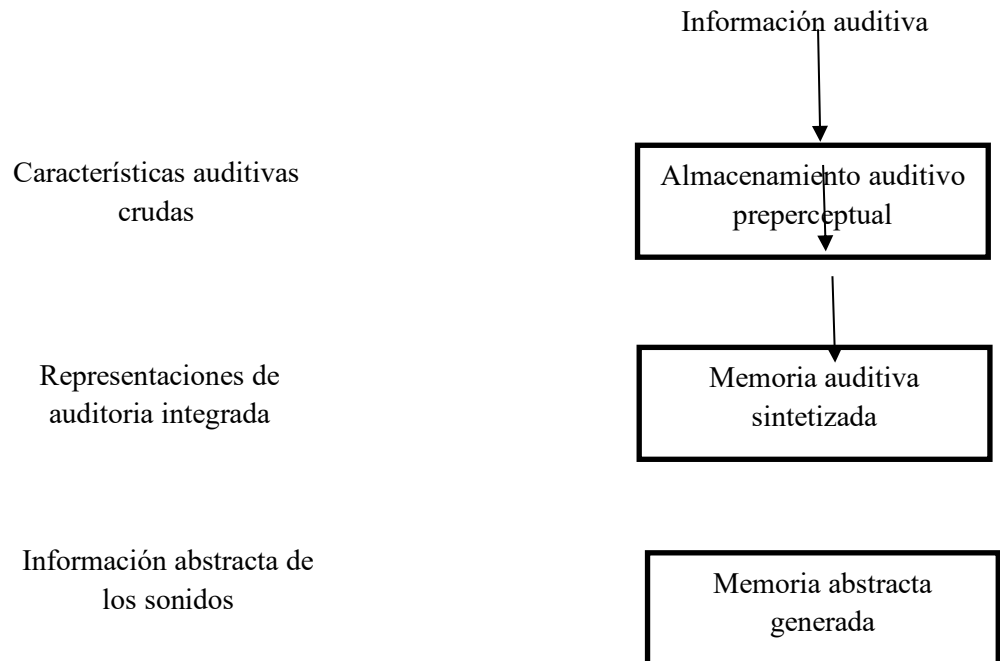 Información auditiva
Características auditivas
crudas
Almacenamiento auditivo
preperceptual
Representaciones de
auditoria integrada
Memoria auditiva
sintetizada
Información abstracta de
los sonidos
Memoria abstracta
generada